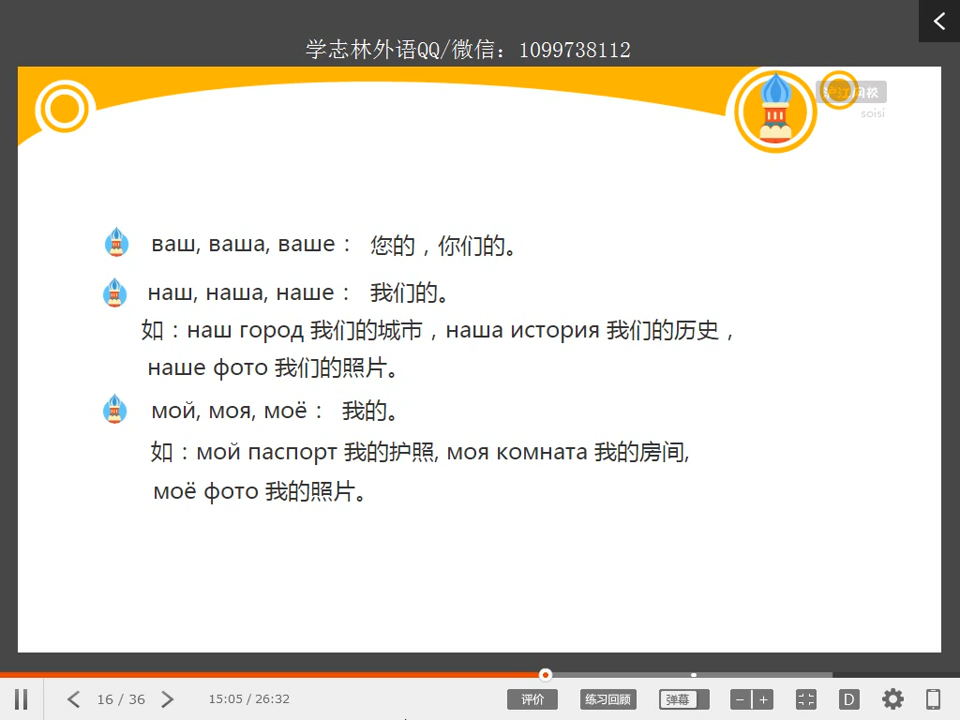 学志林外语QQ/微信：1099738112
沪江网校
soisi
ваш, ваша, ваше： 您的，你们的。
наш, наша, наше： 我们的。
如：наш город 我们的城市，наша история 我们的历史，
наше фото 我们的照片。
мой, моя, моё： 我的。
如：мой паспорт 我的护照, моя комната 我的房间,
моё фото 我的照片。
16 / 36
15:05 / 26:32
评价
练习回顾
弹幕
D